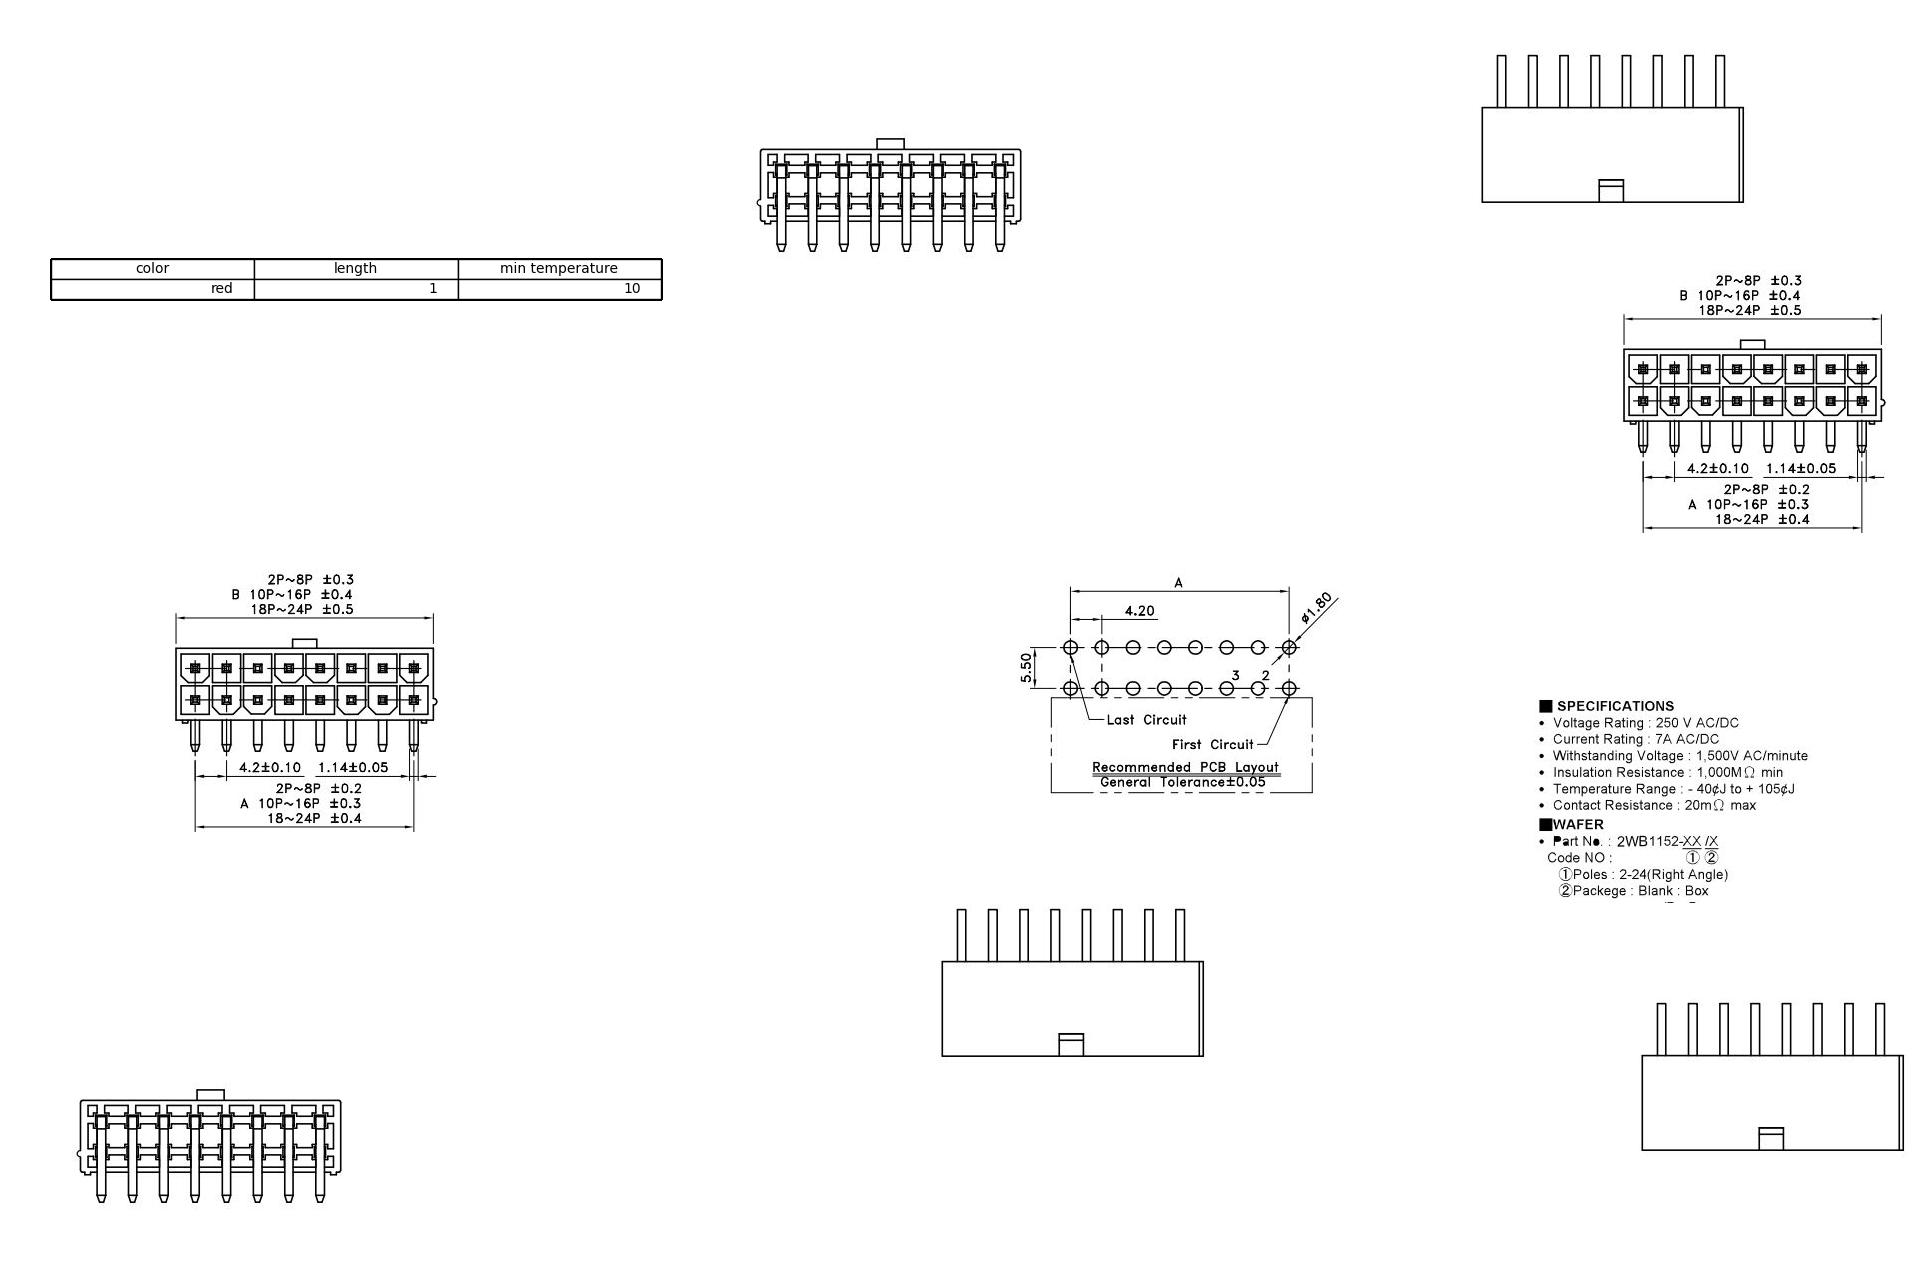 color length min temperature
red 1 10
2P~8P ±0.3
B 10P~16P ±0.4
18P~24P ±0.5
4.2±0.10 1.14±0.05
2P~8P ±0.2
A 10P~16P ±0.3
18~24P ±0.4
2P~8P ±0.3
B 10P~16P ±0.4
18P~24P ±0.5
4.2±0.10 1.14±0.05
2P~8P ±0.2
A 10P~16P ±0.3
18~24P ±0.4
A
4.20
ø1.80
5.50
3 2
Last Circuit
First Circuit
Recommended PCB Layout
General Tolerance±0.05
■ SPECIFICATIONS
• Voltage Rating : 250 V AC/DC
• Current Rating : 7A AC/DC
• Withstanding Voltage : 1,500V AC/minute
• Insulation Resistance : 1,000MΩ min
• Temperature Range : - 40¢J to + 105¢J
• Contact Resistance : 20mΩ max
■WAFER
• Part No. : 2WB1152-XX /X
Code NO : ① ②
①Poles : 2-24(Right Angle)
②Packege : Blank : Box